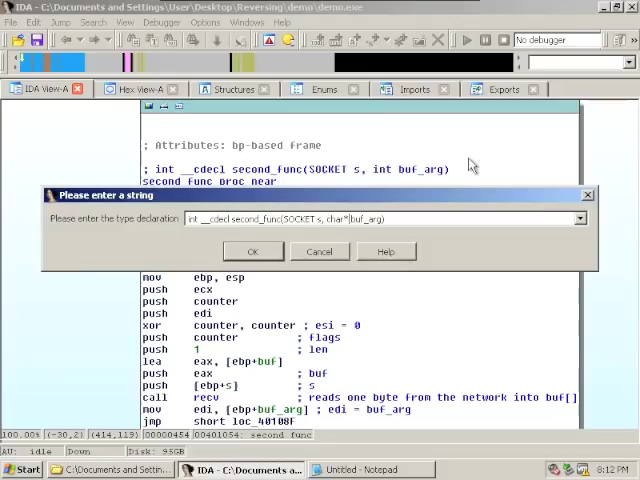 IDA - C:\Documents and Settings\User\Desktop\Reversing\demo\demo.exe
File Edit Jump Search View Debugger Options Windows Help
No debugger
IDA View-A Hex View-A Structures Enums Imports Exports
; Attributes: bp-based frame
; int __cdecl second_func(SOCKET s, int buf_arg)
second_func proc near
Please enter a string
Please enter the type declaration int __cdecl second_func(SOCKET s, char*buf_arg)
OK Cancel Help
mov ebp, esp
push ecx
push counter
push edi
xor counter, counter ; esi = 0
push counter ; flags
push 1 ; len
lea eax, [ebp+buf]
push eax ; buf
push [ebp+s] ; s
call recv ; reads one byte from the network into buf[]
mov edi, [ebp+buf_arg] ; edi = buf_arg
jmp short loc_40108F
100.00% (-30,2) (414,119) 00000454 00401054: second_func
AU: idle Down Disk: 95GB
Start C:\Documents and Settin... IDA - C:\Documents a... Untitled - Notepad 8:12 PM